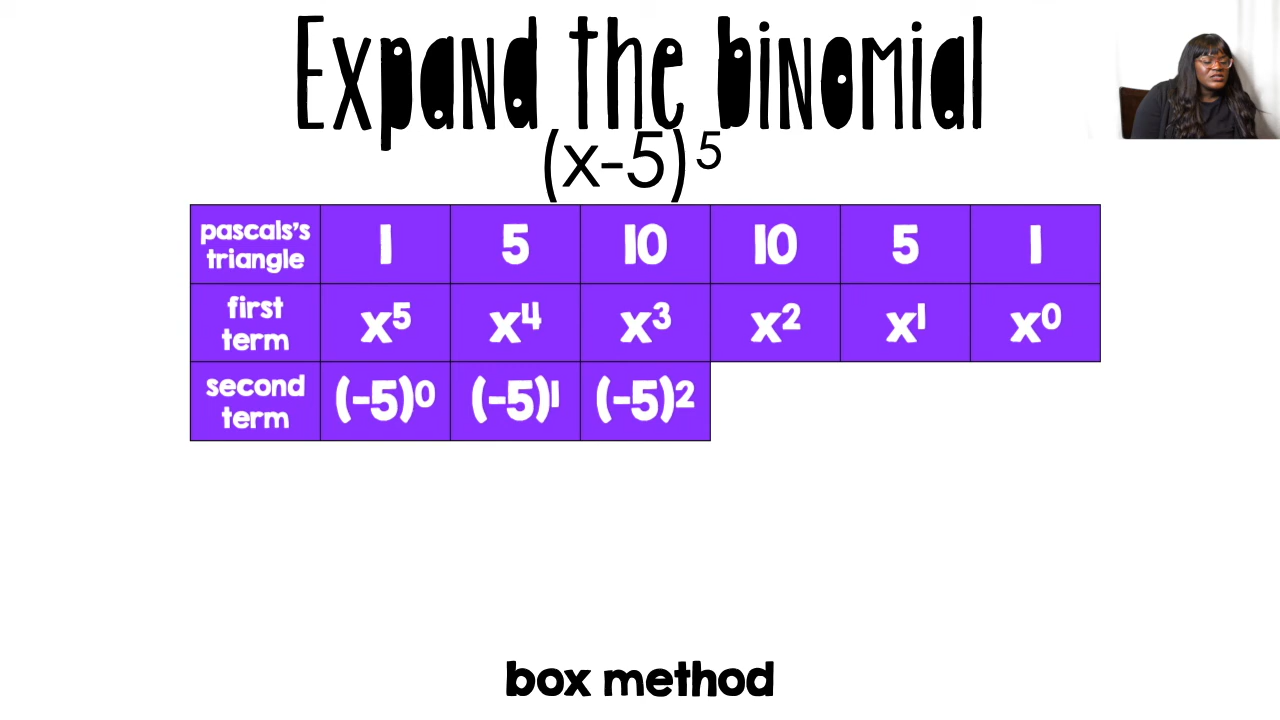 Expand the binomial
(x-5)⁵
pascals's triangle 1 5 10 10 5 1
first term x⁵ x⁴ x³ x² x¹ x⁰
second term (-5)⁰ (-5)¹ (-5)²
box method